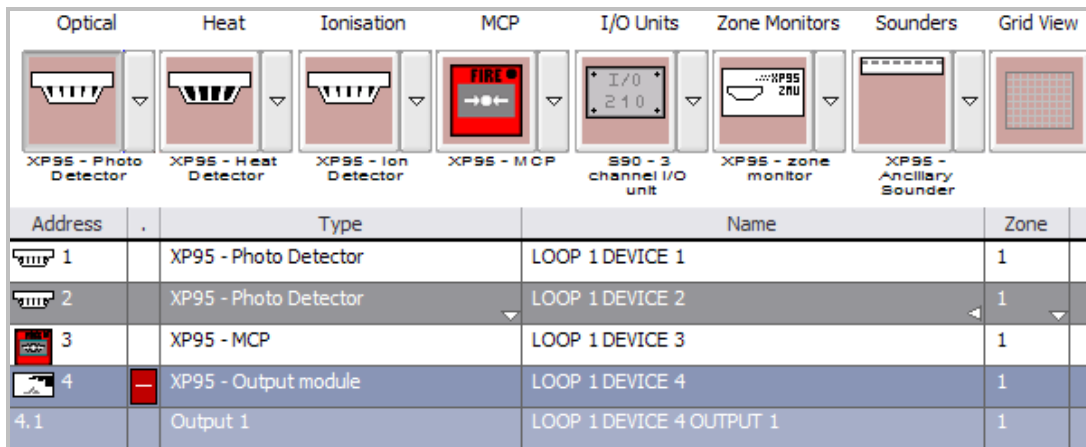 Optical Heat Ionisation MCP I/O Units Zone Monitors Sounders Grid View
FIRE
I/O
210
XP95
ZMU
XP95 - Photo Detector
XP95 - Heat Detector
XP95 - Ion Detector
XP95 - MCP
S90 - 3 channel I/O unit
XP95 - zone monitor
XP95 - Ancillary Sounder
Address . Type Name Zone
1 XP95 - Photo Detector LOOP 1 DEVICE 1 1
2 XP95 - Photo Detector LOOP 1 DEVICE 2 1
3 XP95 - MCP LOOP 1 DEVICE 3 1
4 XP95 - Output module LOOP 1 DEVICE 4 1
4.1 Output 1 LOOP 1 DEVICE 4 OUTPUT 1 1